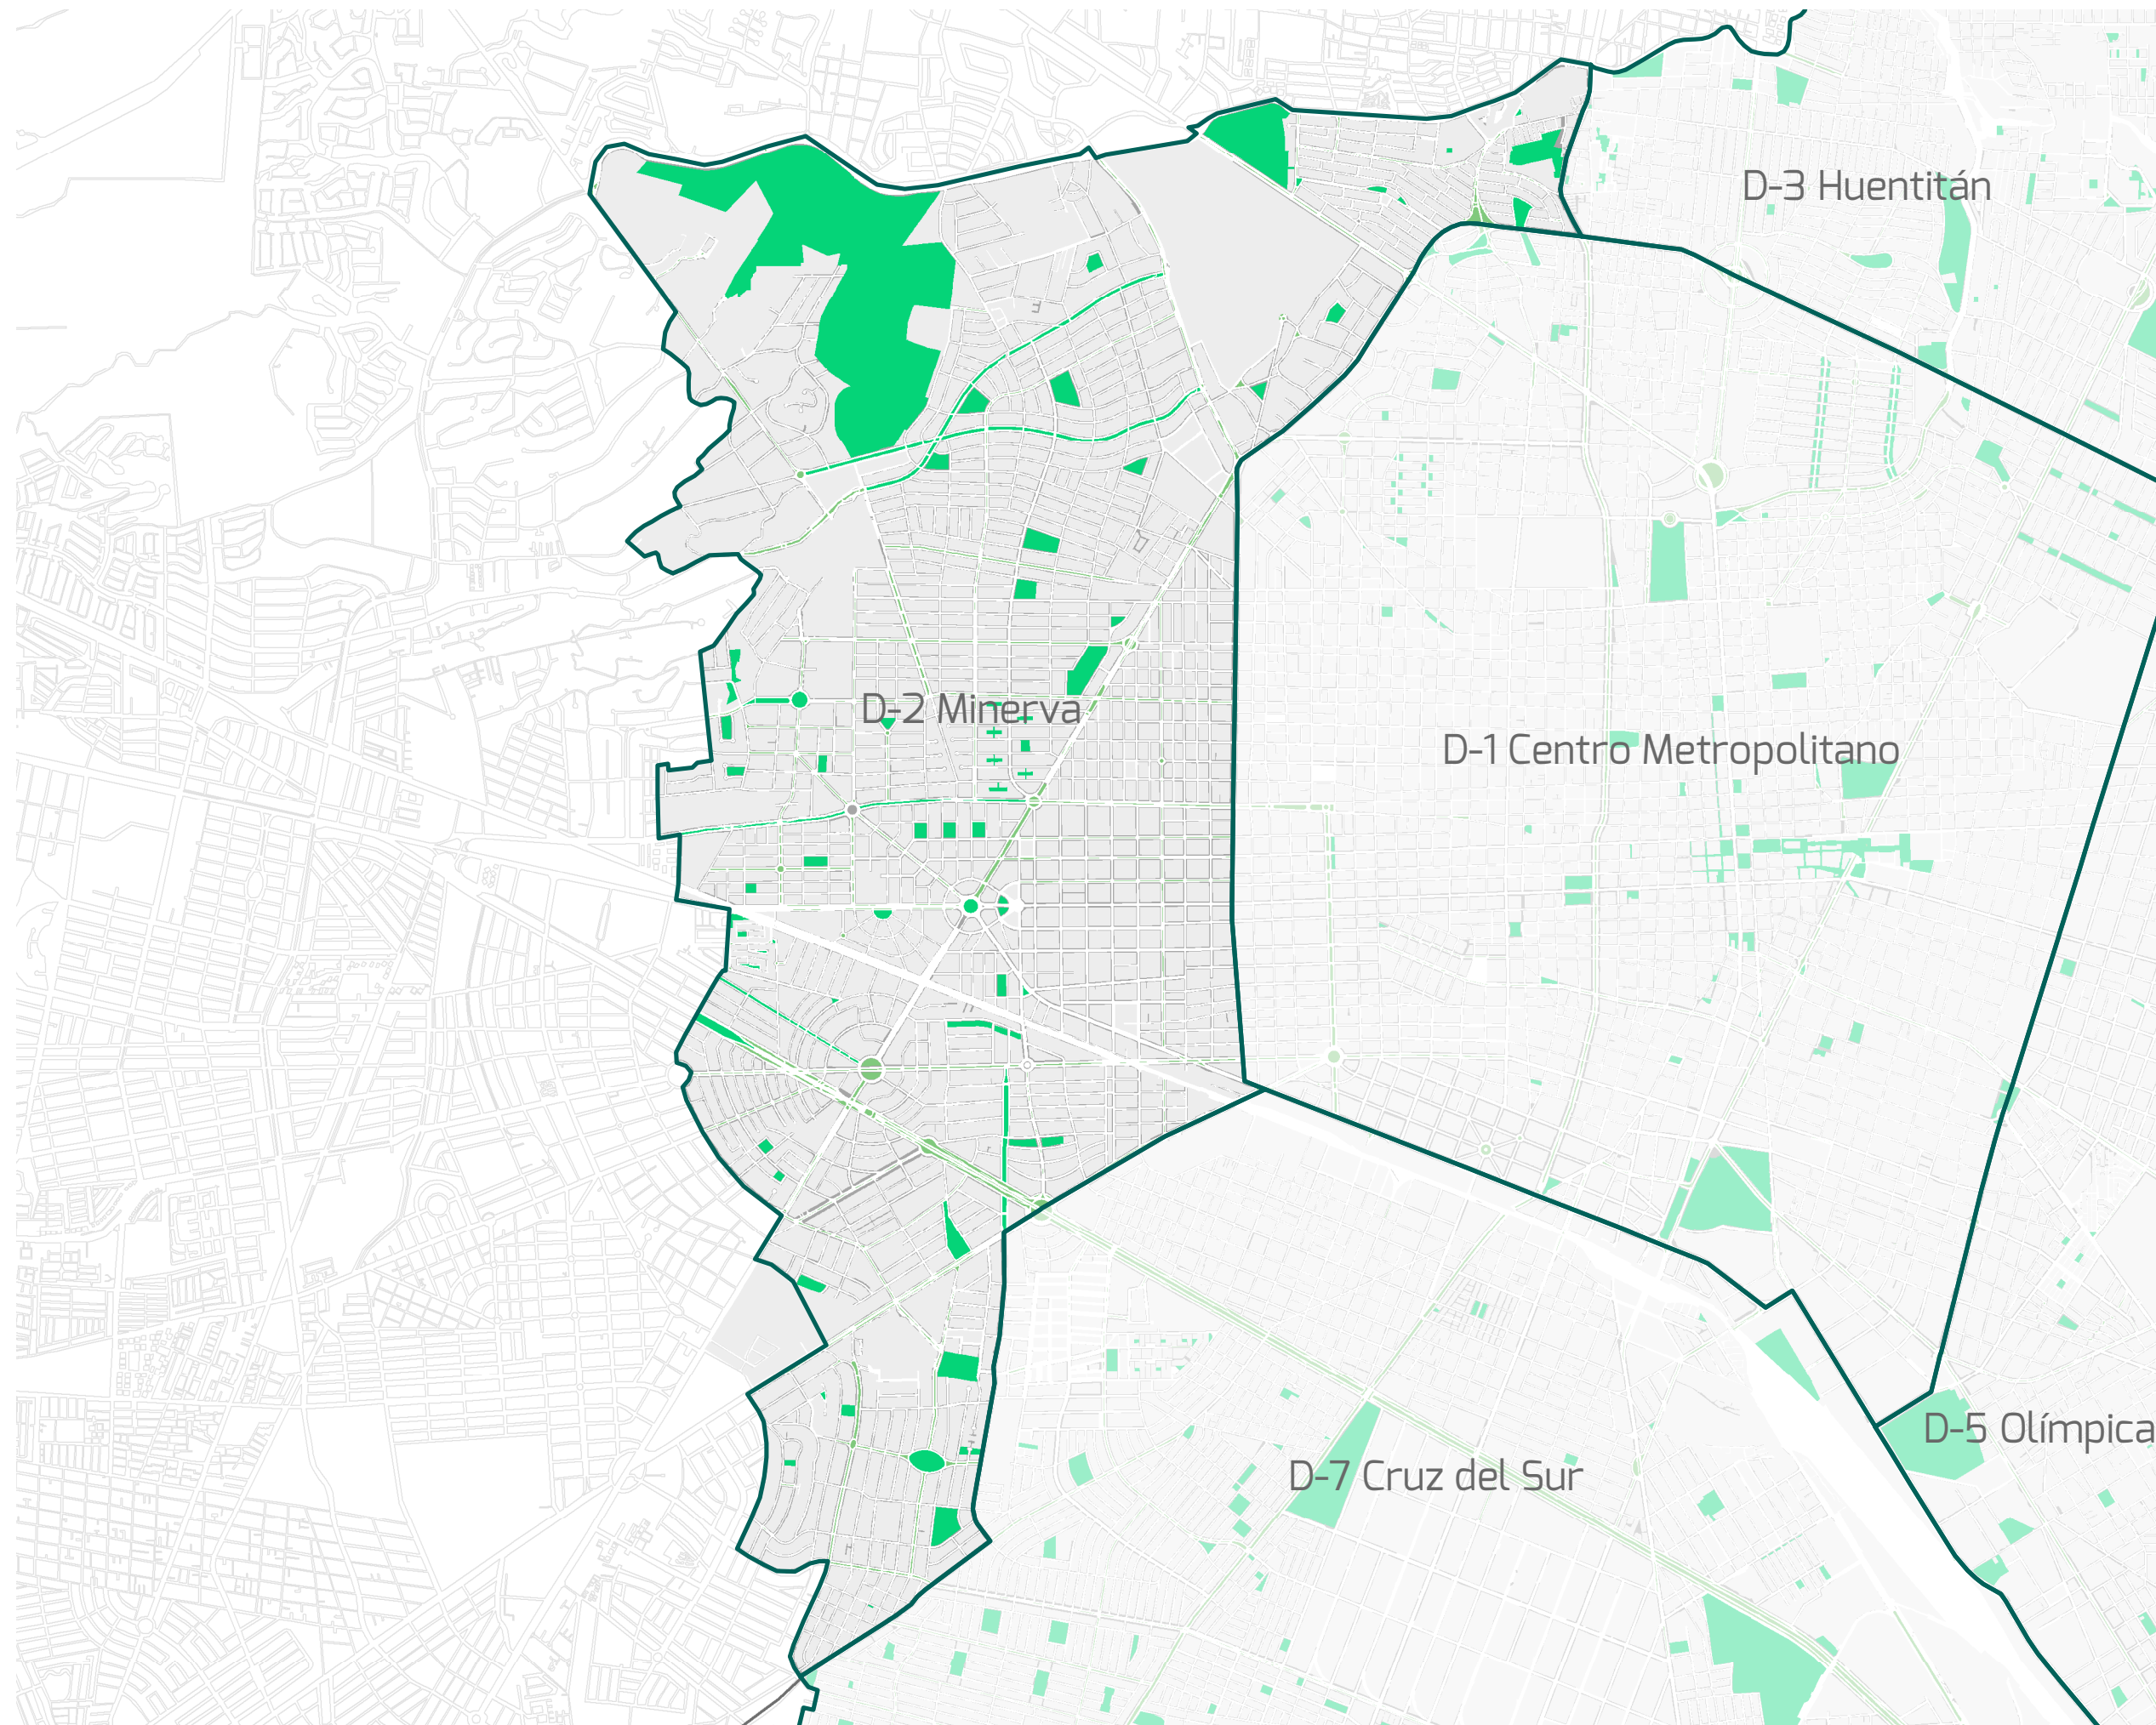 D-3 Huentitán
D-2 Minerva
D-1 Centro Metropolitano
D-5 Olímpica
D-7 Cruz del Sur